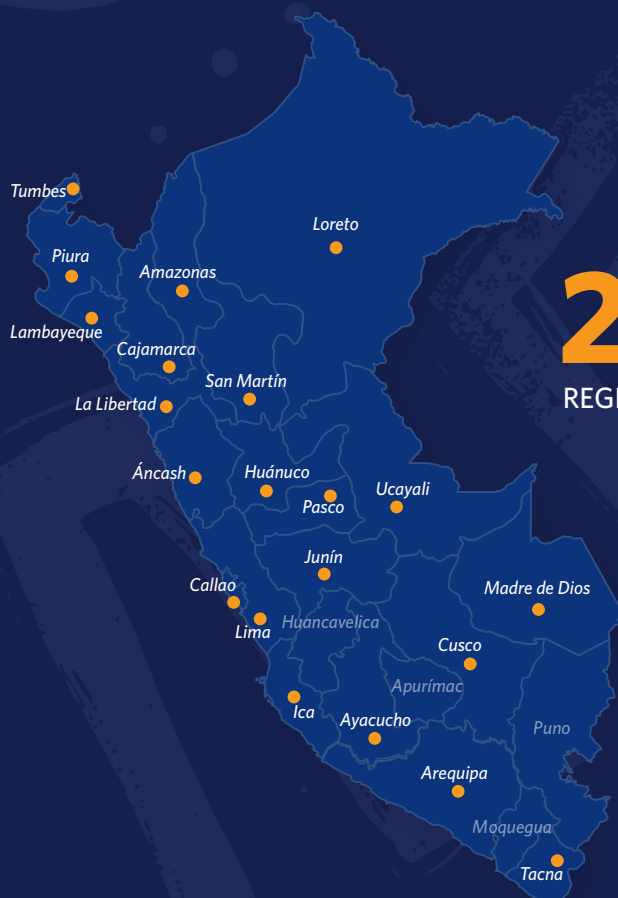 Tumbes
Loreto
Piura
Amazonas
2
Lambayeque
Cajamarca
San Martín
REGI
La Libertad
Áncash
Huánuco
Ucayali
Pasco
Junín
Callao
Madre de Dios
Huancavelica
Lima
Cusco
Apurímac
Ica
Ayacucho
Puno
Arequipa
Moquegua
Tacna